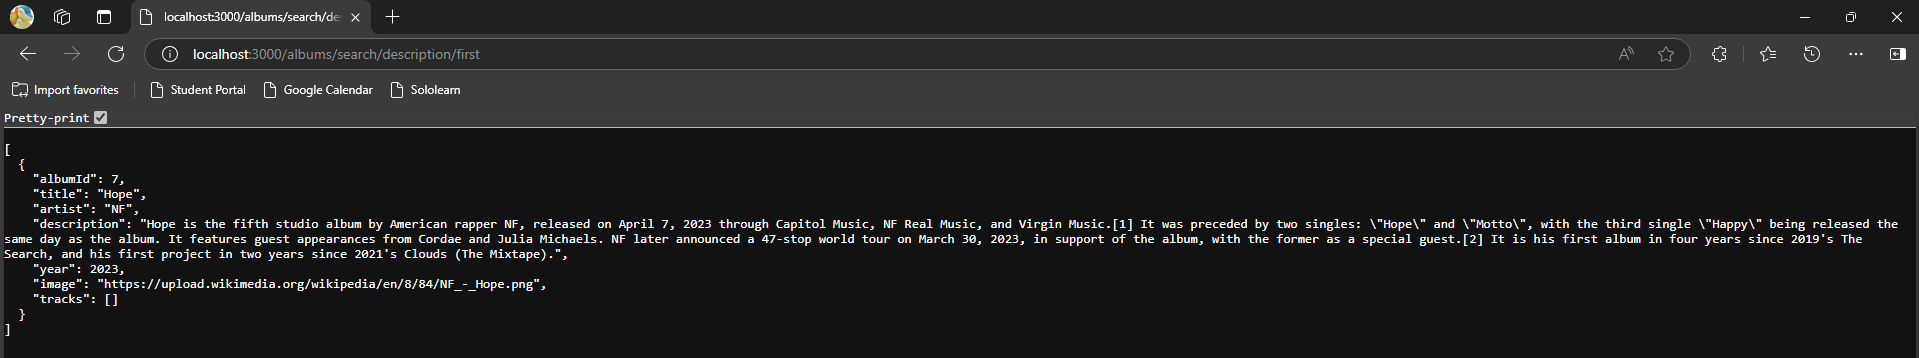 localhost:3000/albums/search/de
localhost:3000/albums/search/description/first
Import favorites Student Portal Google Calendar Sololearn
Pretty-print
[
  {
    "albumId": 7,
    "title": "Hope",
    "artist": "NF",
    "description": "Hope is the fifth studio album by American rapper NF, released on April 7, 2023 through Capitol Music, NF Real Music, and Virgin Music.[1] It was preceded by two singles: \"Hope\" and \"Motto\", with the third single \"Happy\" being released the
same day as the album. It features guest appearances from Cordae and Julia Michaels. NF later announced a 47-stop world tour on March 30, 2023, in support of the album, with the former as a special guest.[2] It is his first album in four years since 2019's The
Search, and his first project in two years since 2021's Clouds (The Mixtape).",
    "year": 2023,
    "image": "https://upload.wikimedia.org/wikipedia/en/8/84/NF_-_Hope.png",
    "tracks": []
  }
]